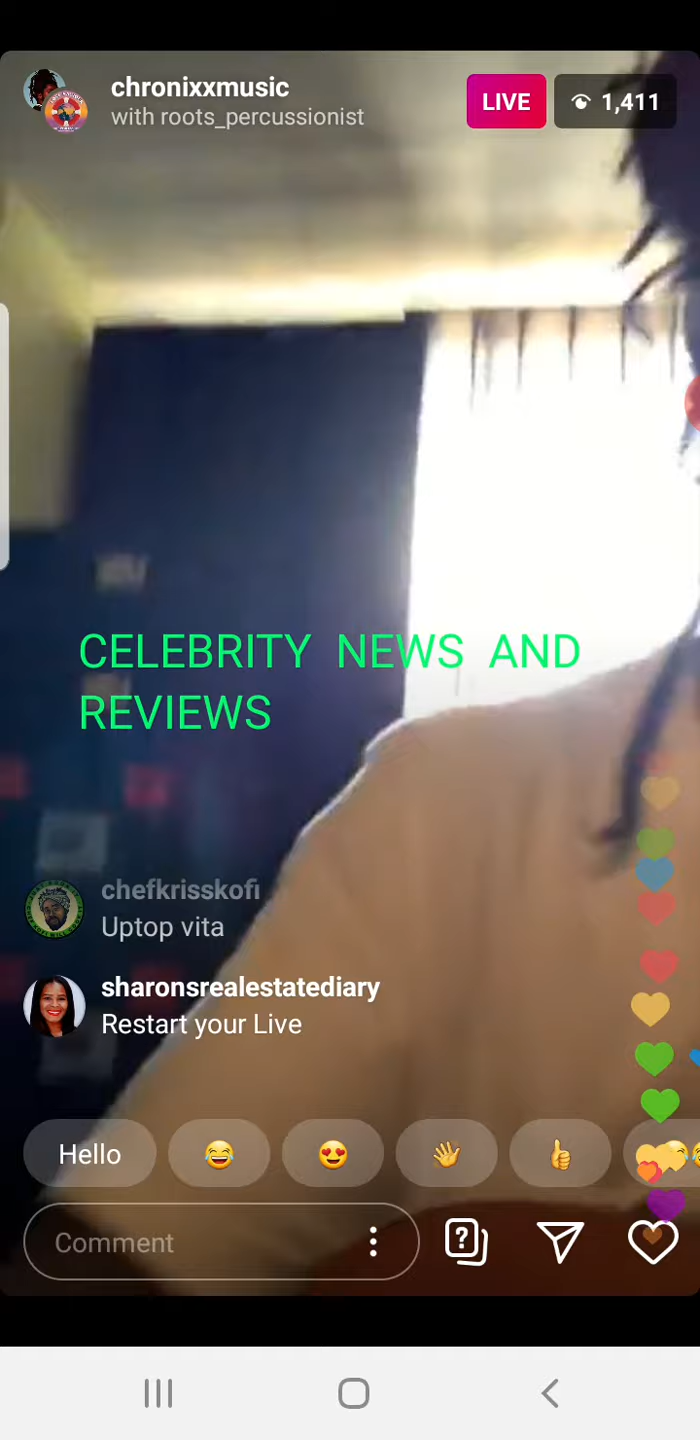 chronixxmusic
with roots_percussionist
LIVE
1,411
CELEBRITY NEWS AND
REVIEWS
chefkrisskofi
Uptop vita
sharonsrealestatediary
Restart your Live
Hello
Comment